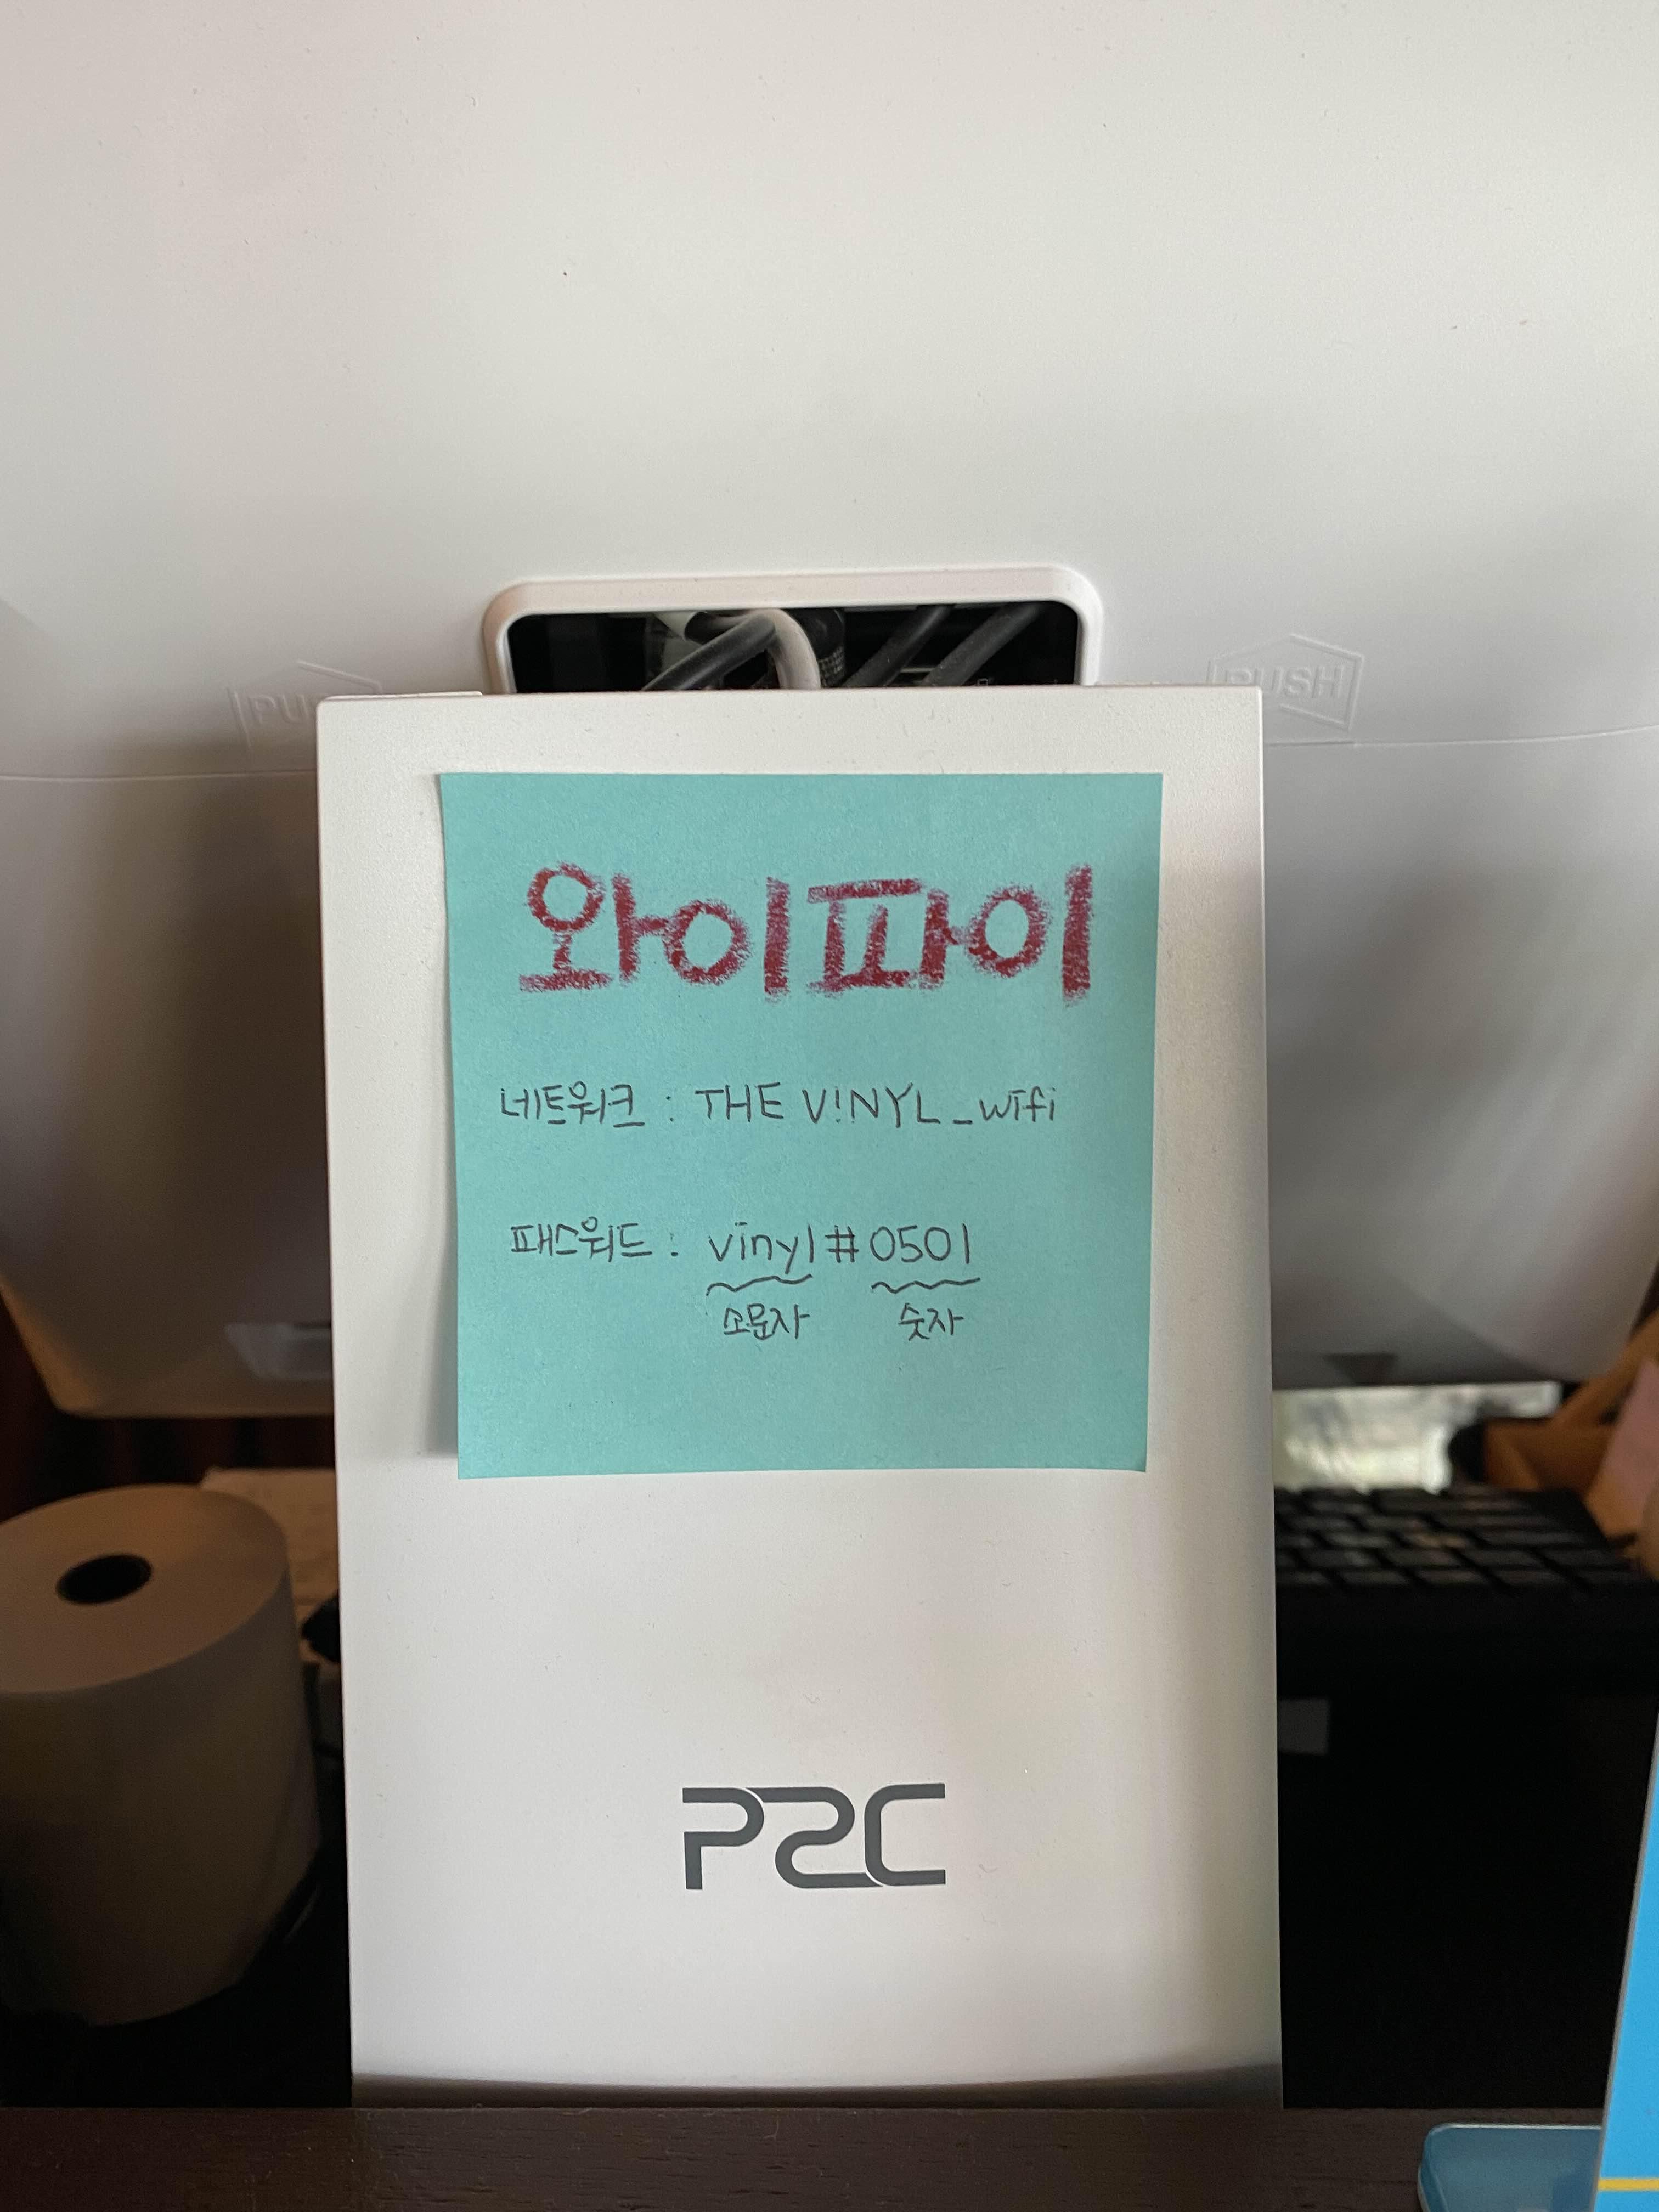 와이파이
네트워크 : THE V!NYL_wifi
패스워드 : vinyl#0501
소문자 숫자
PUSH
P2C